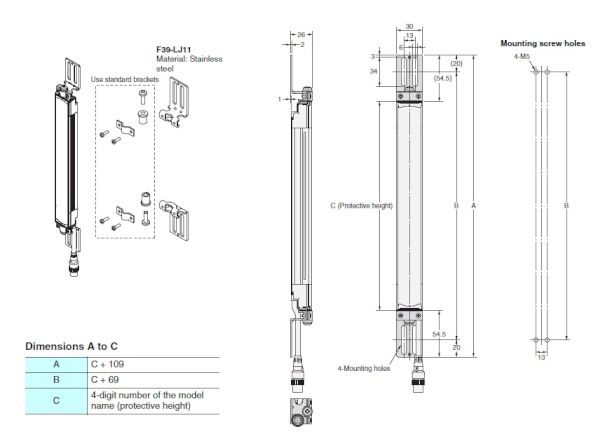 F39-LJ11
Material: Stainless
steel
Use standard brackets
26
2
1
30
13
6
3
34
(20)
(54.5)
C (Protective height)
B
A
54.5
20
4-Mounting holes
Mounting screw holes
4-M5
B
13
Dimensions A to C
A C + 109
B C + 69
C 4-digit number of the model
name (protective height)